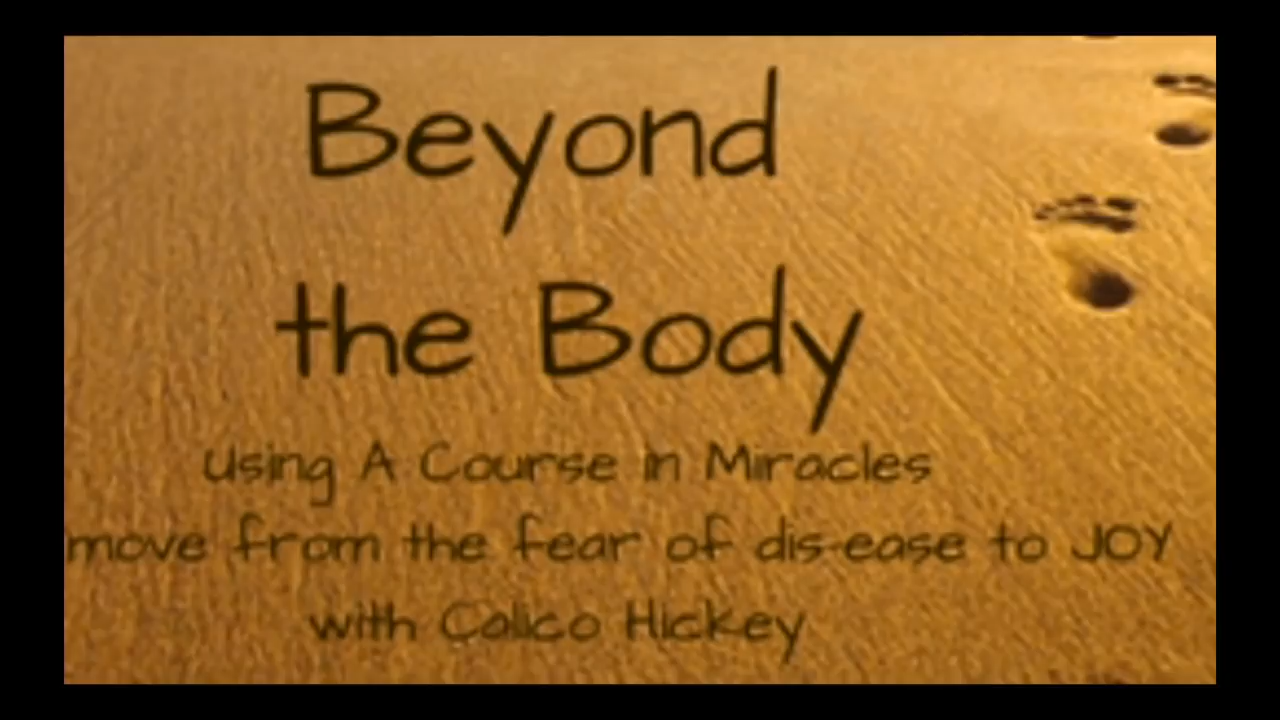 Beyond
the Body
using A Course in Miracles
move from the fear of dis-ease to JOY
with Calico Hickey